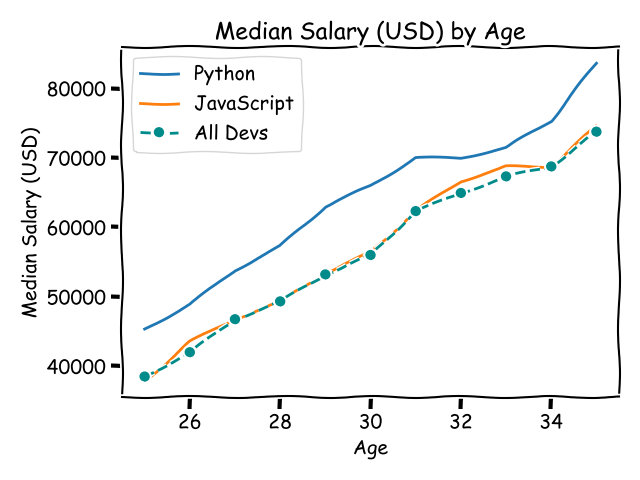 Median Salary (USD) by Age
Python
JavaScript
All Devs
80000
70000
60000
50000
40000
Median Salary (USD)
26 28 30 32 34
Age